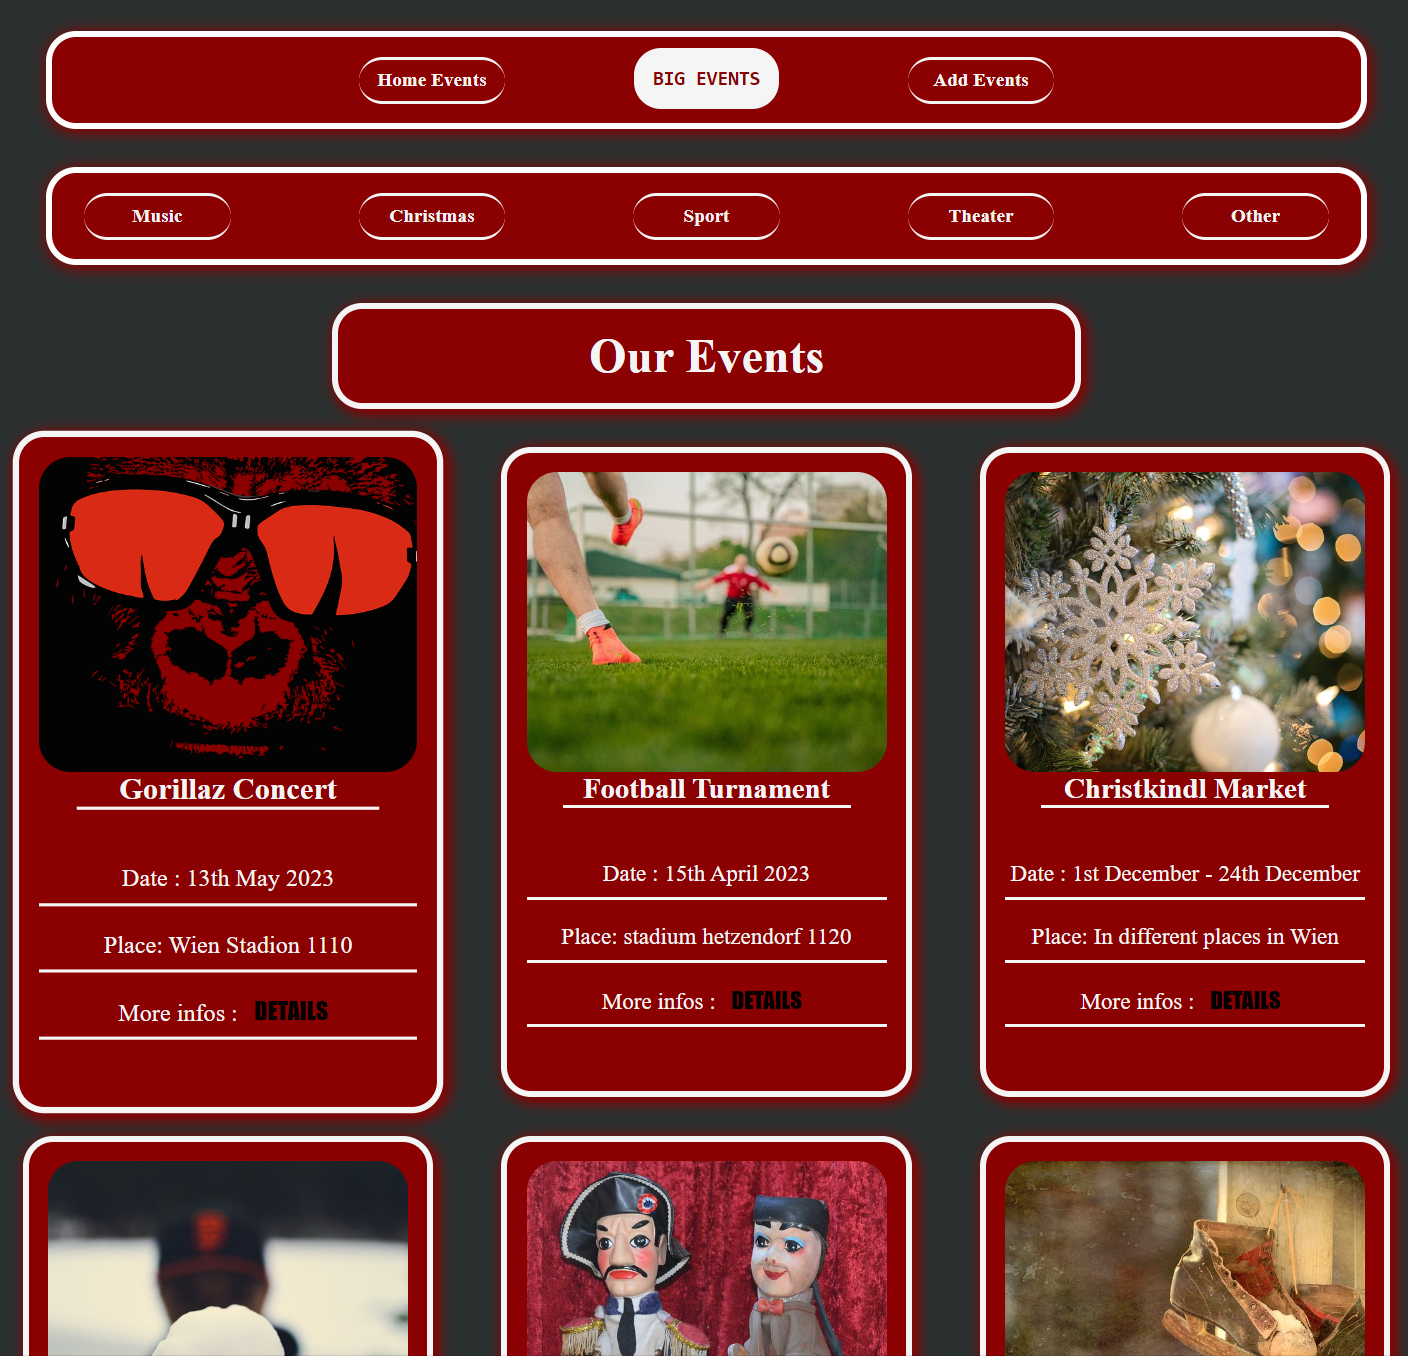 Home Events
BIG EVENTS
Add Events
Music
Christmas
Sport
Theater
Other
Our Events
Gorillaz Concert
Date : 13th May 2023
Place: Wien Stadion 1110
More infos : DETAILS
Football Turnament
Date : 15th April 2023
Place: stadium hetzendorf 1120
More infos : DETAILS
Christkindl Market
Date : 1st December - 24th December
Place: In different places in Wien
More infos : DETAILS